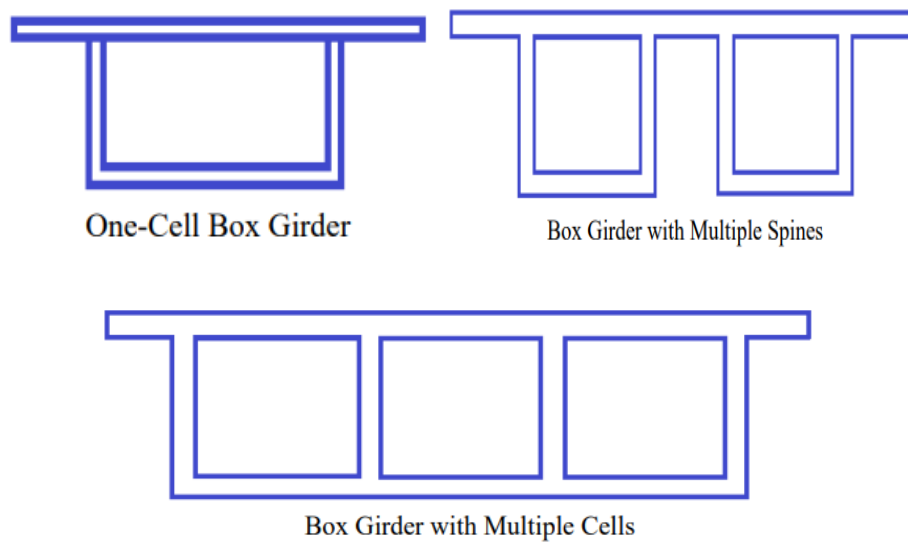 One-Cell Box Girder
Box Girder with Multiple Spines
Box Girder with Multiple Cells